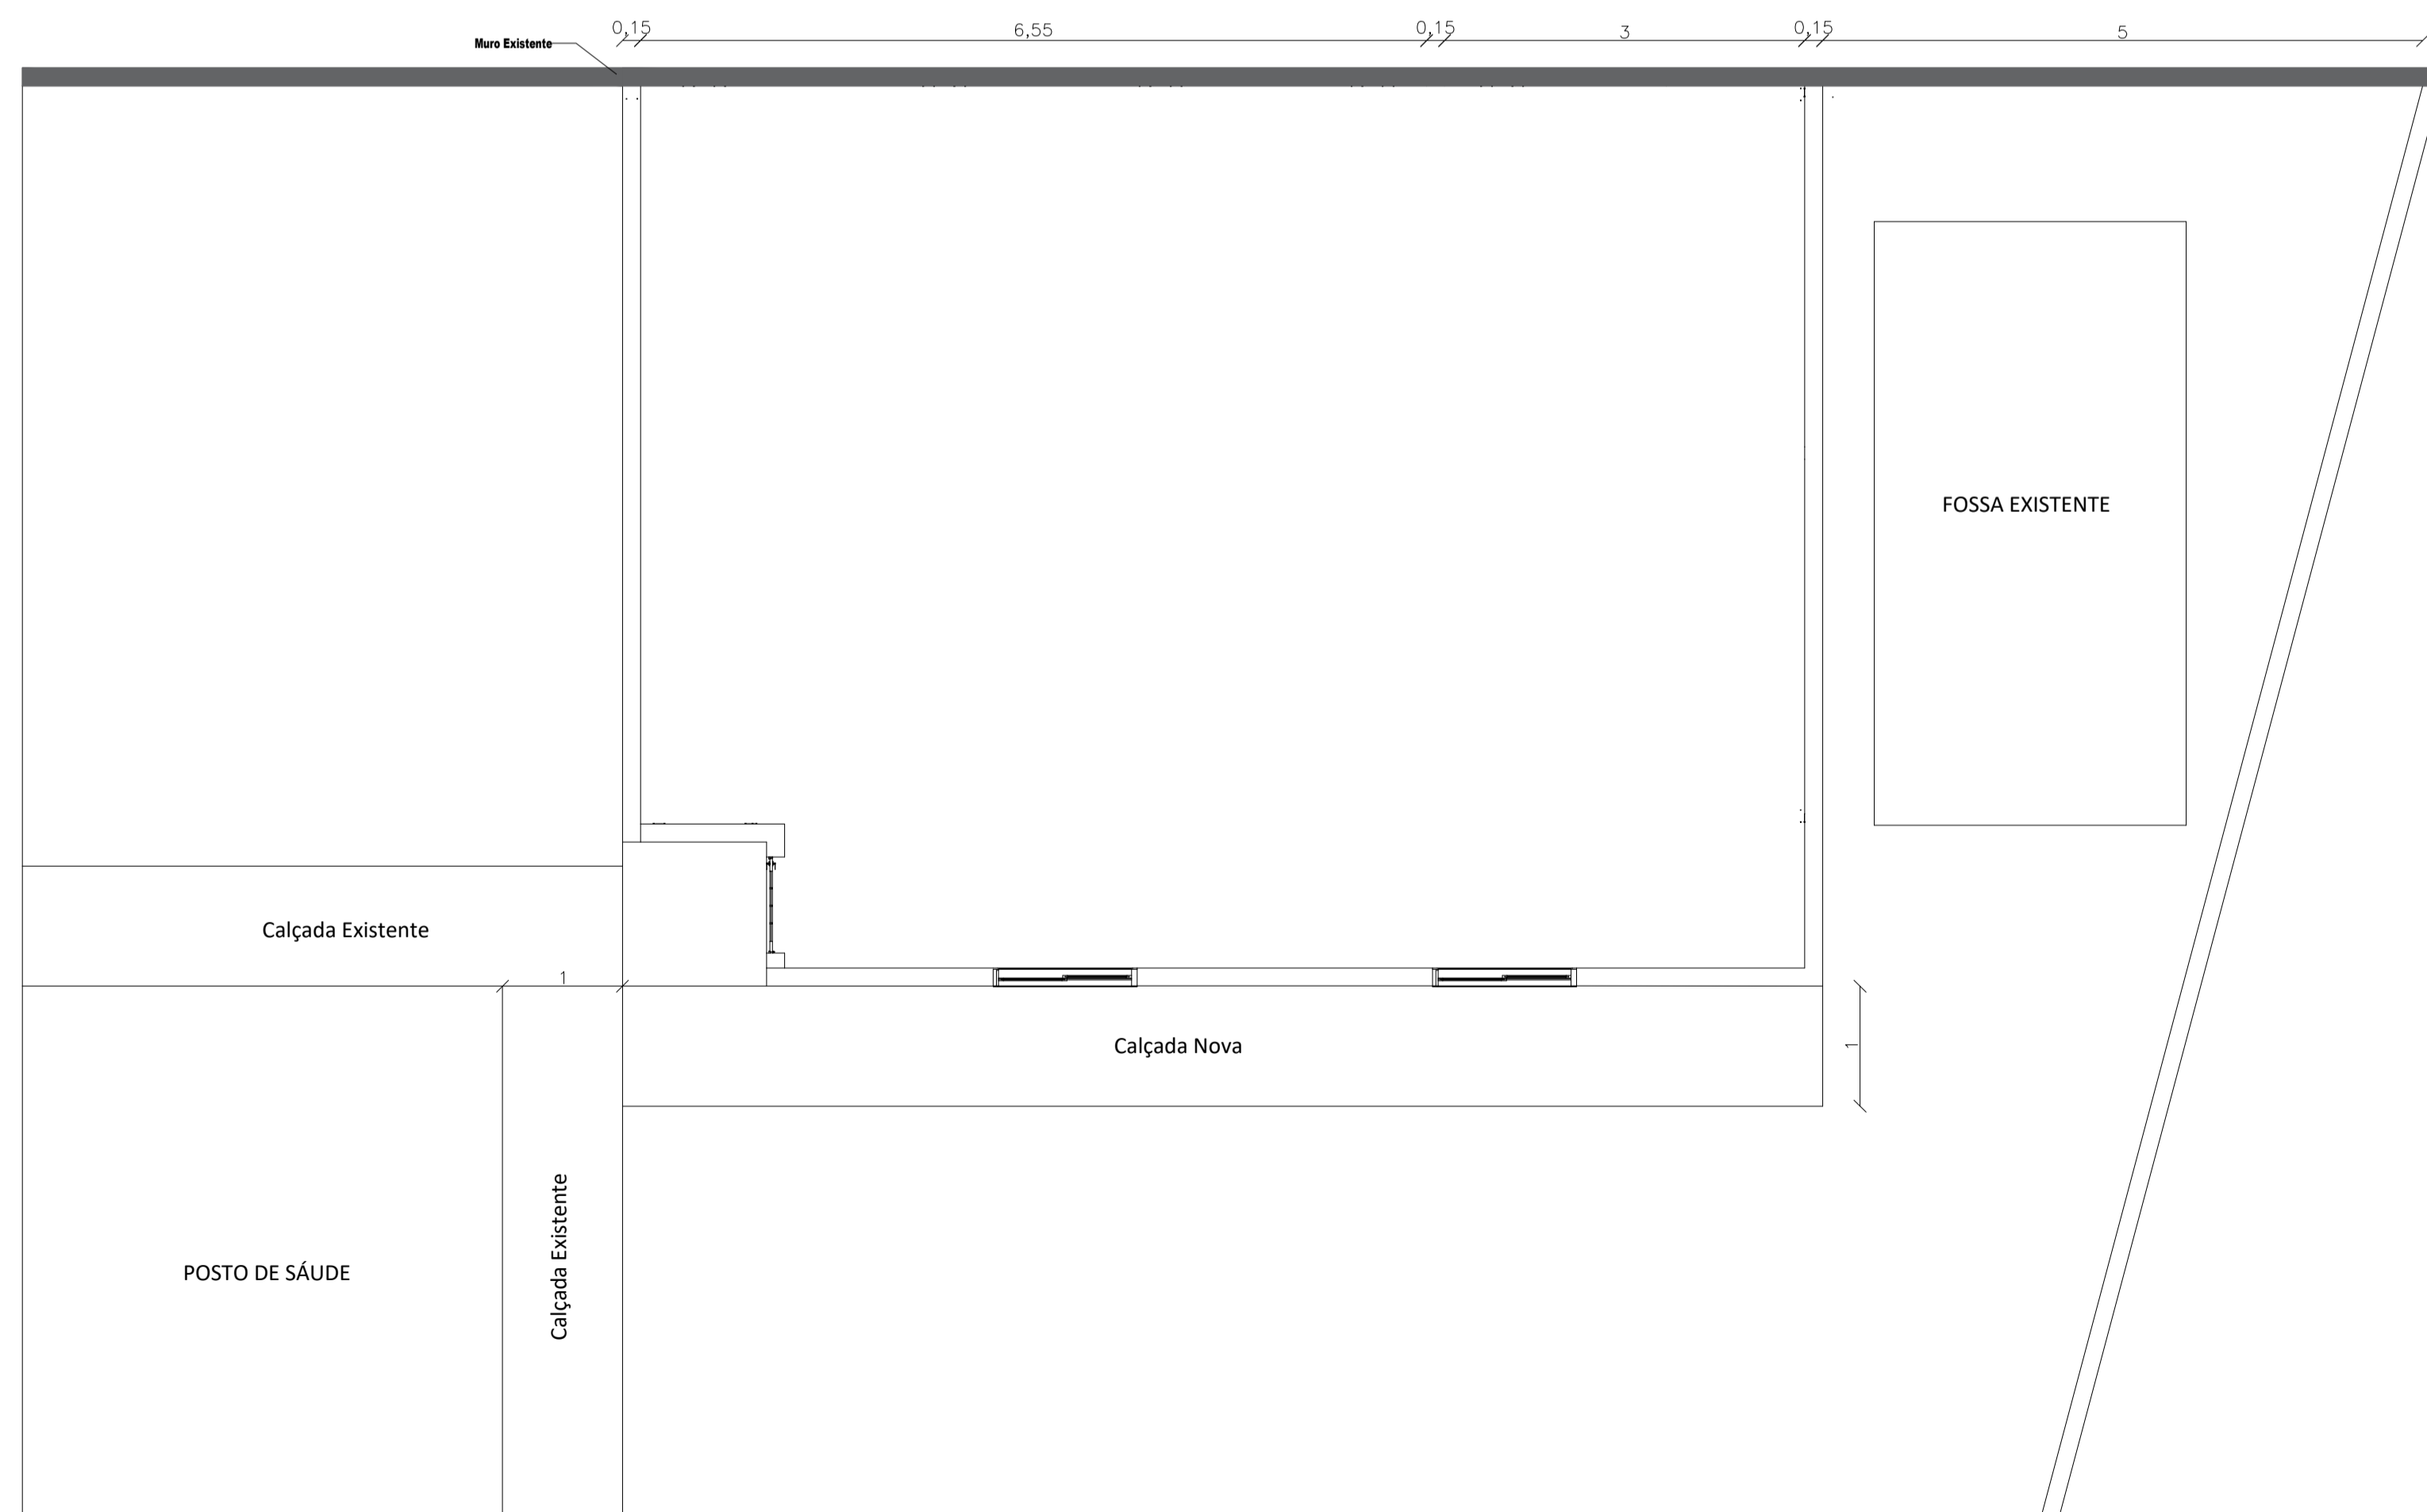 0,15
6,55
0,15
3
0,15
5
Muro Existente
FOSSA EXISTENTE
Calçada Existente
1
Calçada Nova
1
Calçada Existente
POSTO DE SÁUDE